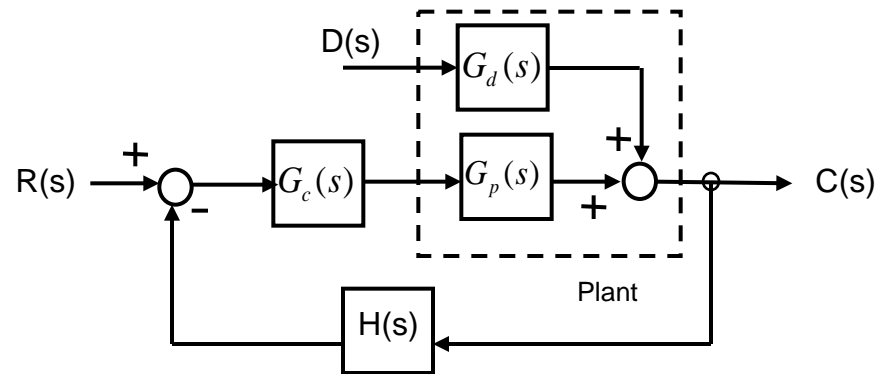 D(s)
G_d(s)
+
+
R(s)
G_c(s)
G_p(s)
C(s)
-
+
Plant
H(s)